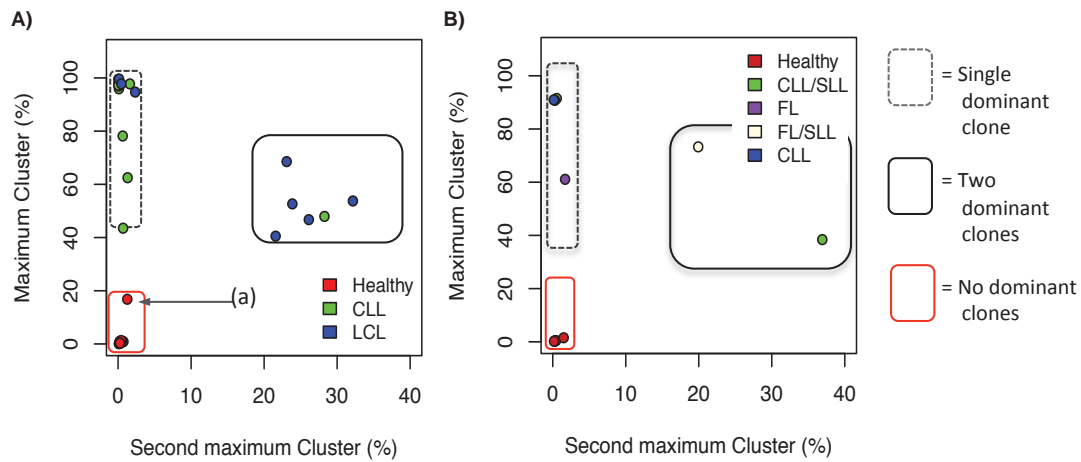 A)
Maximum Cluster (%)
100
80
60
40
20
0
(a)
Healthy
CLL
LCL
0
10
20
30
40
Second maximum Cluster (%)
B)
Maximum Cluster (%)
100
80
60
40
20
0
Healthy
CLL/SLL
FL
FL/SLL
CLL
0
10
20
30
40
Second maximum Cluster (%)
= Single
dominant
clone
= Two
dominant
clones
= No dominant
clones